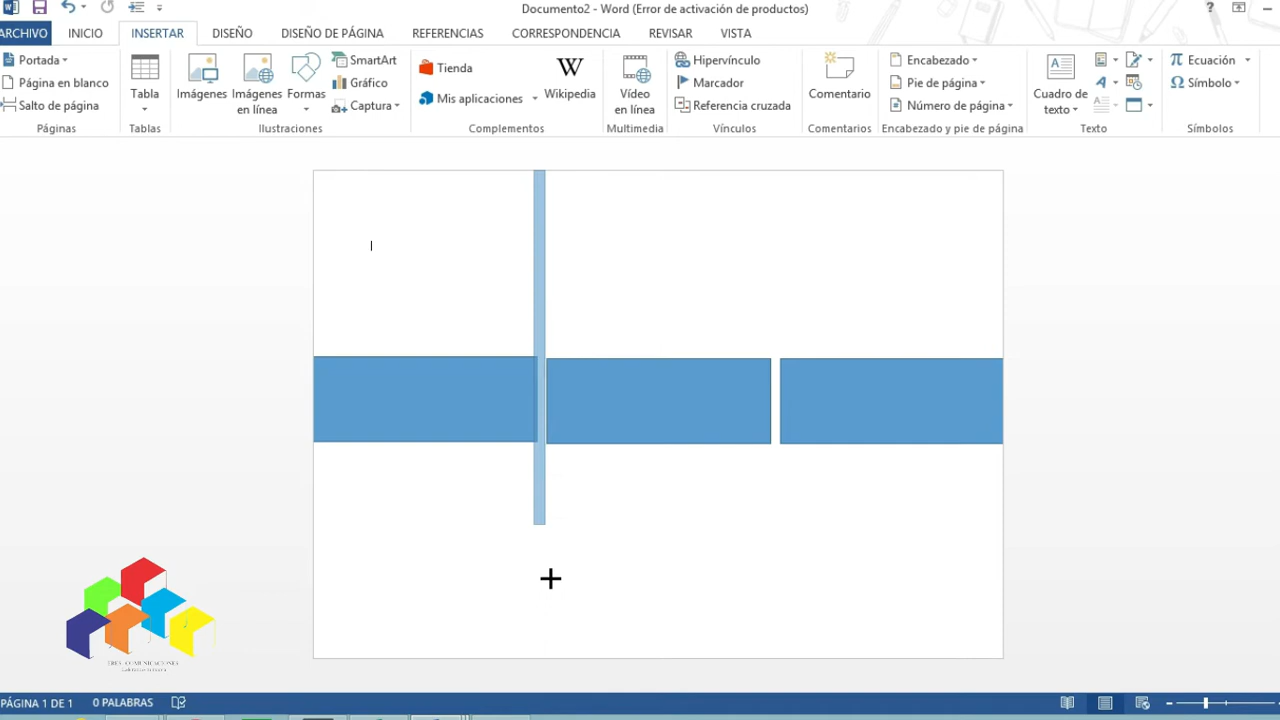 Documento2 - Word (Error de activación de productos)
ARCHIVO INICIO INSERTAR DISEÑO DISEÑO DE PÁGINA REFERENCIAS CORRESPONDENCIA REVISAR VISTA
Portada
Página en blanco
Salto de página
Páginas
Tabla
Tablas
Imágenes
Imágenes
en línea
Formas
SmartArt
Gráfico
Captura
Ilustraciones
Tienda
Mis aplicaciones
Wikipedia
Complementos
Vídeo
en línea
Multimedia
Hipervínculo
Marcador
Referencia cruzada
Vínculos
Comentario
Comentarios
Encabezado
Pie de página
Número de página
Encabezado y pie de página
Cuadro de
texto
Texto
Ecuación
Símbolo
Símbolos
PÁGINA 1 DE 1 0 PALABRAS